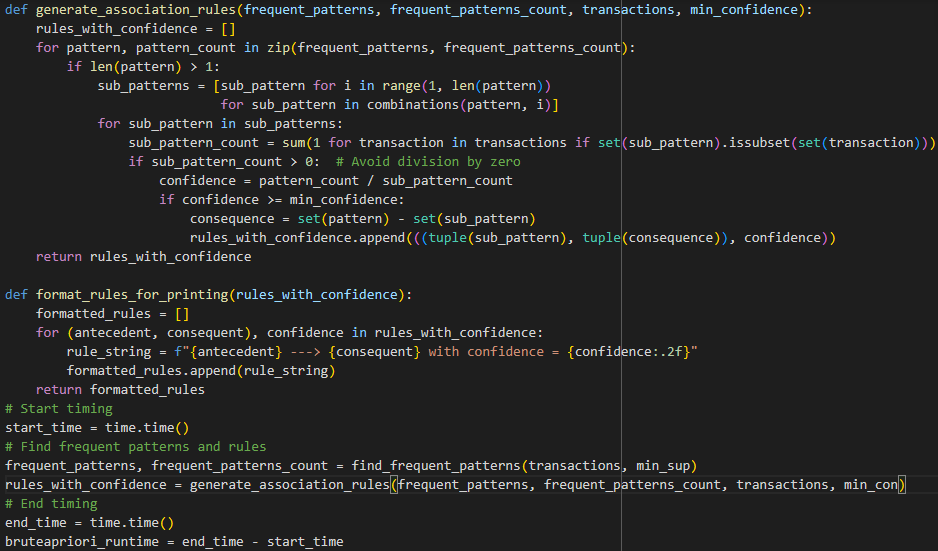 def generate_association_rules(frequent_patterns, frequent_patterns_count, transactions, min_confidence):
    rules_with_confidence = []
    for pattern, pattern_count in zip(frequent_patterns, frequent_patterns_count):
        if len(pattern) > 1:
            sub_patterns = [sub_pattern for i in range(1, len(pattern))
                            for sub_pattern in combinations(pattern, i)]
            for sub_pattern in sub_patterns:
                sub_pattern_count = sum(1 for transaction in transactions if set(sub_pattern).issubset(set(transaction)))
                if sub_pattern_count > 0:  # Avoid division by zero
                    confidence = pattern_count / sub_pattern_count
                    if confidence >= min_confidence:
                        consequence = set(pattern) - set(sub_pattern)
                        rules_with_confidence.append(((tuple(sub_pattern), tuple(consequence)), confidence))
    return rules_with_confidence

def format_rules_for_printing(rules_with_confidence):
    formatted_rules = []
    for (antecedent, consequent), confidence in rules_with_confidence:
        rule_string = f"{antecedent} ---> {consequent} with confidence = {confidence:.2f}"
        formatted_rules.append(rule_string)
    return formatted_rules
# Start timing
start_time = time.time()
# Find frequent patterns and rules
frequent_patterns, frequent_patterns_count = find_frequent_patterns(transactions, min_sup)
rules_with_confidence = generate_association_rules(frequent_patterns, frequent_patterns_count, transactions, min_con)
# End timing
end_time = time.time()
bruteapriori_runtime = end_time - start_time